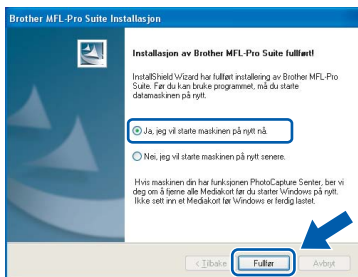 Brother MFL-Pro Suite Installasjon
Installasjon av Brother MFL-Pro Suite fullført!
InstallShield Wizard har fullført installering av Brother MFL-Pro
Suite. Før du kan bruke programmet, må du starte
datamaskinen på nytt.
Ja, jeg vil starte maskinen på nytt nå.
Nei, jeg vil starte maskinen på nytt senere.
Hvis maskinen din har funksjonen PhotoCapture Senter, ber vi
deg om å fjerne alle Mediakort før du starter Windows på nytt.
Ikke sett inn et Mediakort før Windows er ferdig lastet.
< Tilbake
Fullfør
Avbryt